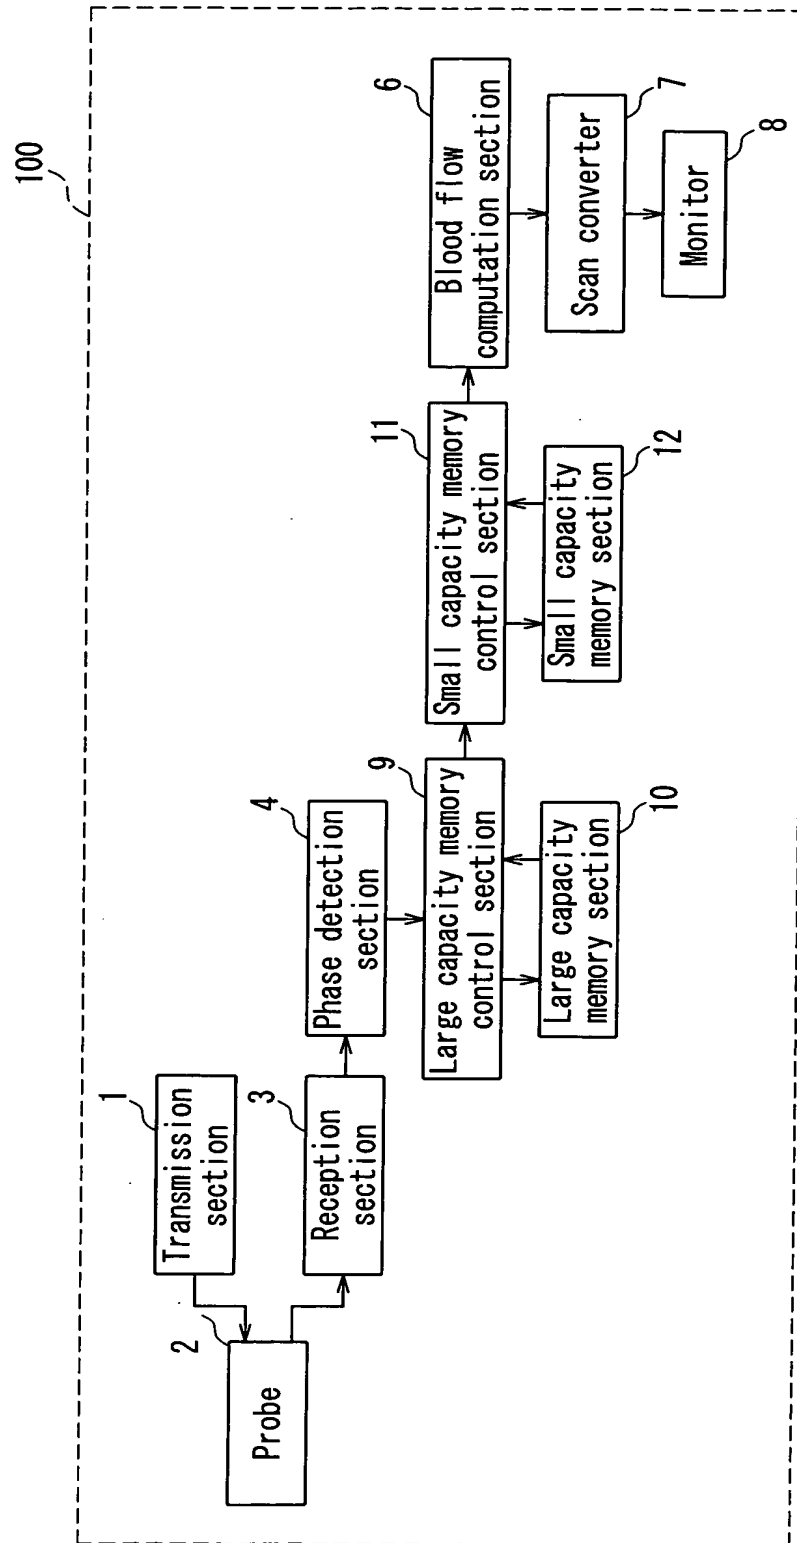 100
1
Transmission
section
2
Probe
3
Reception
section
4
Phase detection
section
9
Large capacity memory
control section
10
Large capacity
memory section
11
Small capacity memory
control section
12
Small capacity
memory section
6
Blood flow
computation section
7
Scan converter
8
Monitor